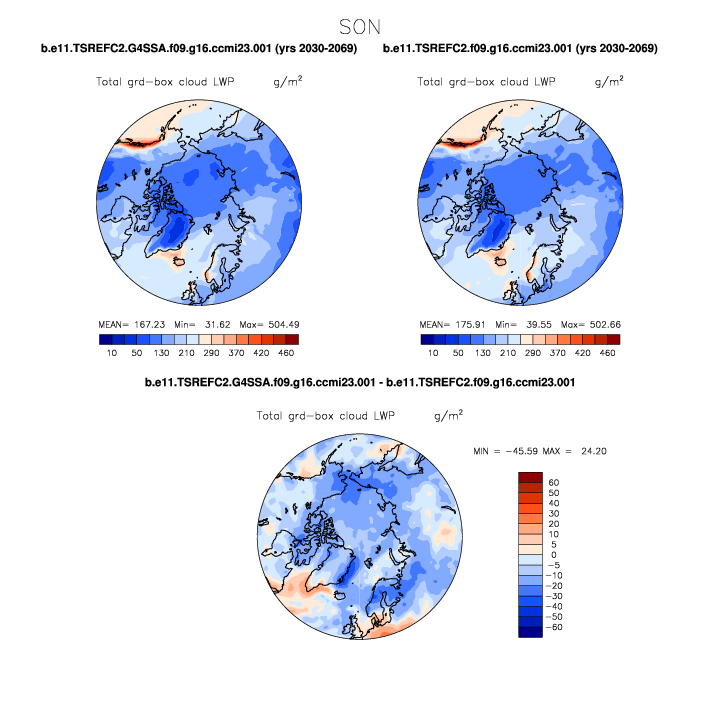 SON
b.e11.TSREFC2.G4SSA.f09.g16.ccmi23.001 (yrs 2030-2069)
b.e11.TSREFC2.f09.g16.ccmi23.001 (yrs 2030-2069)
Total grd-box cloud LWP g/m²
Total grd-box cloud LWP g/m²
MEAN= 167.23 Min= 31.62 Max= 504.49
MEAN= 175.91 Min= 39.55 Max= 502.66
10 50 130 210 290 370 420 460
10 50 130 210 290 370 420 460
b.e11.TSREFC2.G4SSA.f09.g16.ccmi23.001 - b.e11.TSREFC2.f09.g16.ccmi23.001
Total grd-box cloud LWP g/m²
MIN = -45.59 MAX = 24.20
60
50
40
30
20
10
5
0
-5
-10
-20
-30
-40
-50
-60